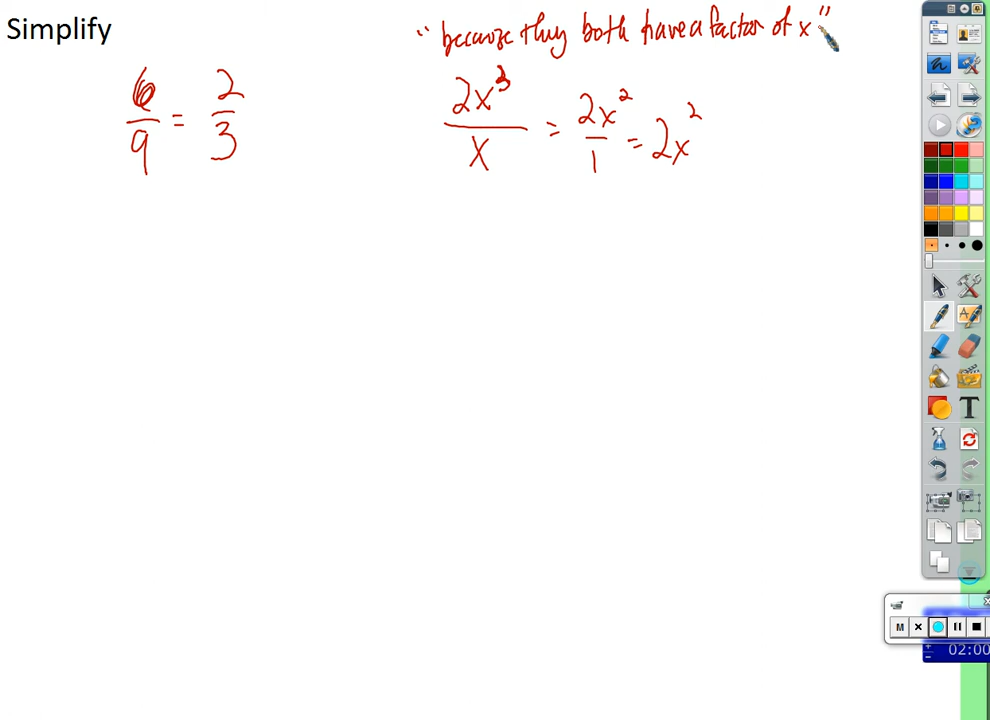 Simplify
"because they both have a factor of x"
6/9 = 2/3
2x³/x = 2x²/1 = 2x²
T
M
02:00